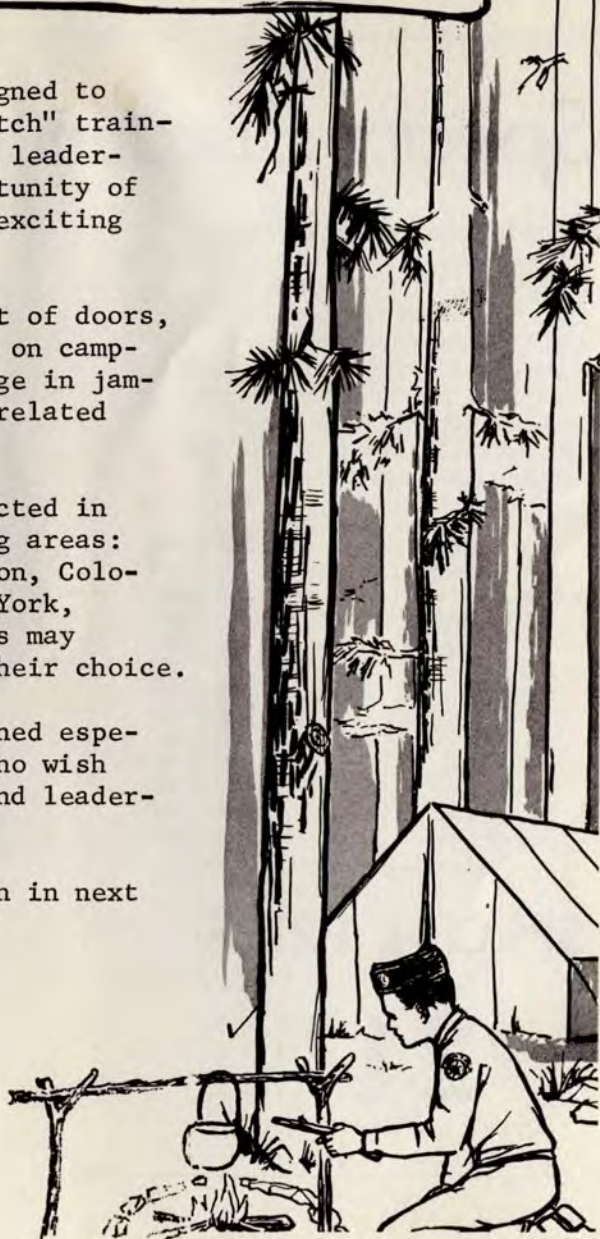 gned to
tch" train-
leader-
tunity of
exciting
t of doors,
on camp-
ge in jam-
related
cted in
g areas:
on, Colo-
York,
s may
heir choice.
ned espe-
ho wish
nd leader-
n in next